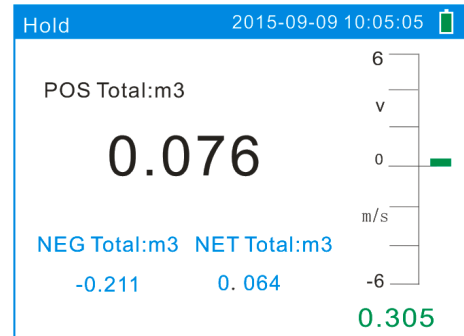 Hold 2015-09-09 10:05:05
6
POS Total:m3
v
0.076
0
m/s
NEG Total:m3 NET Total:m3
-0.211 0.064
-6
0.305